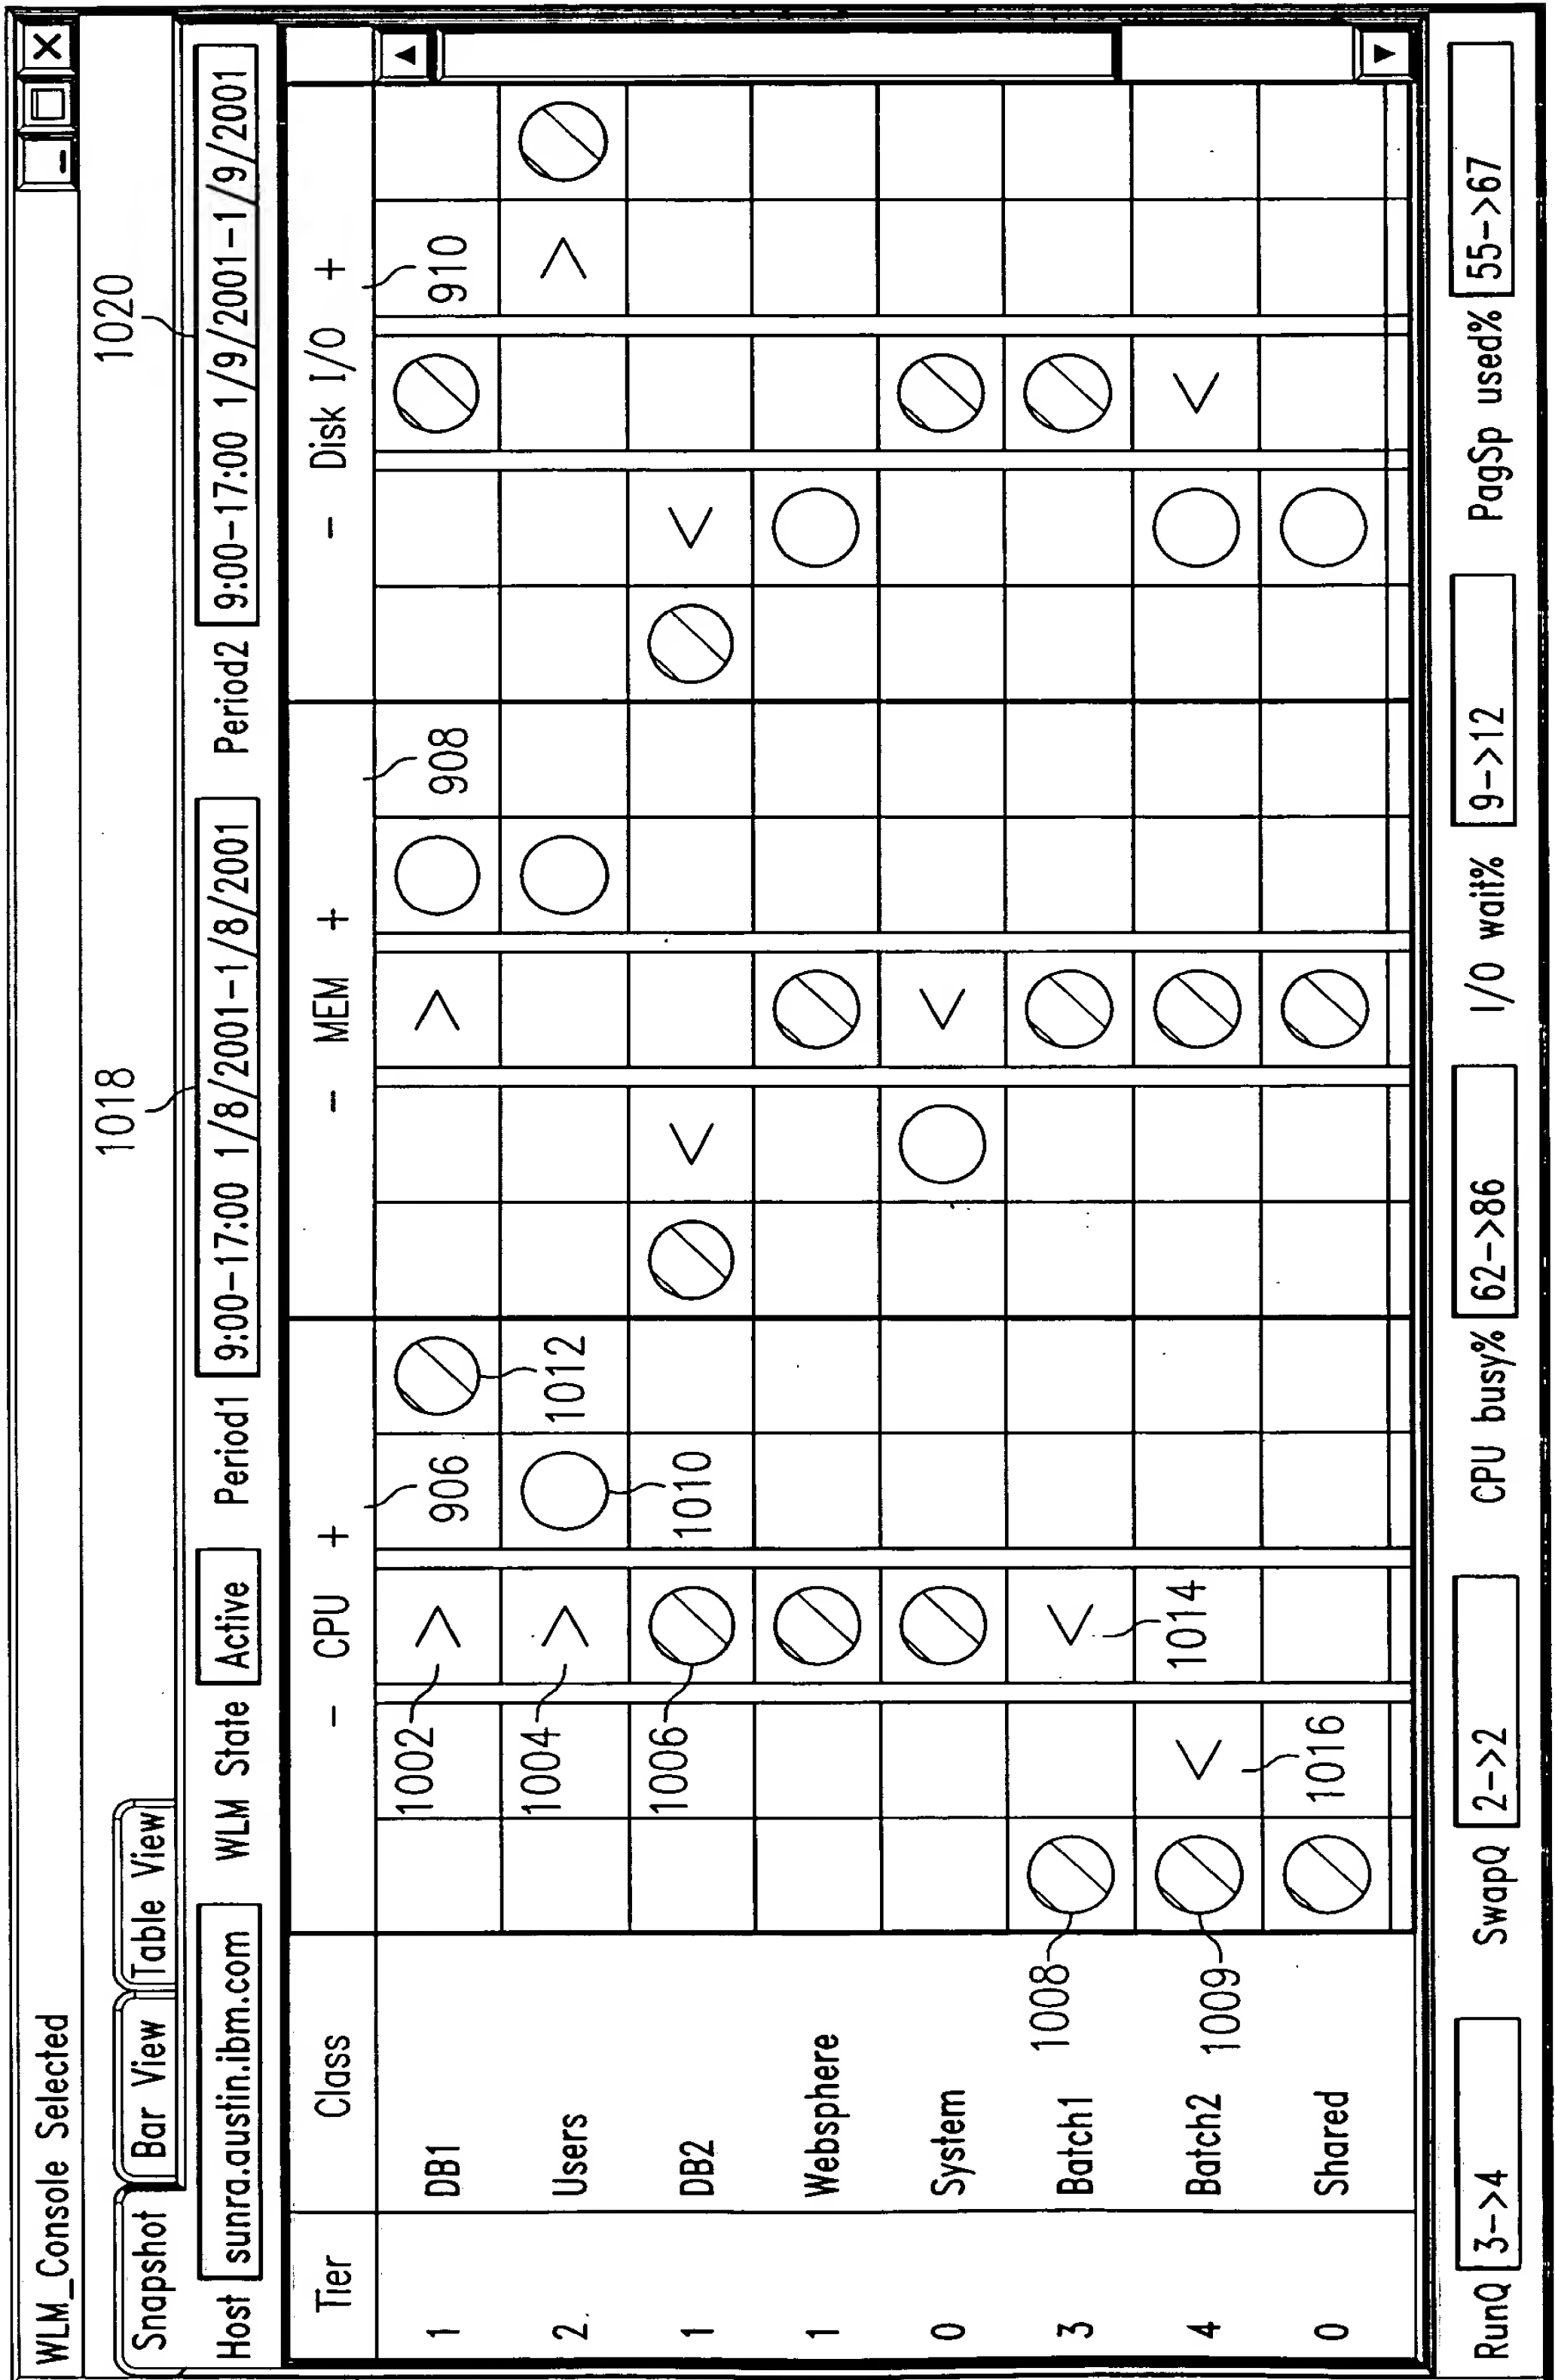 WLM_Console Selected
Snapshot Bar View Table View 1018 1020
Host sunra.austin.ibm.com WLM State Active Period1 9:00-17:00 1/8/2001-1/8/2001 Period2 9:00-17:00 1/9/2001-1/9/2001
Tier Class - CPU + - MEM + - Disk I/O +
1 DB1 1002 > 906 > 908 910
2 Users 1004 > 1012 >
1 DB2 1006 1010 < <
1 Websphere
0 System <
3 Batch1 1008 <
4 Batch2 1009 < 1014 <
0 Shared 1016
RunQ 3->4 SwapQ 2->2 CPU busy% 62->86 I/O wait% 9->12 PagSp used% 55->67